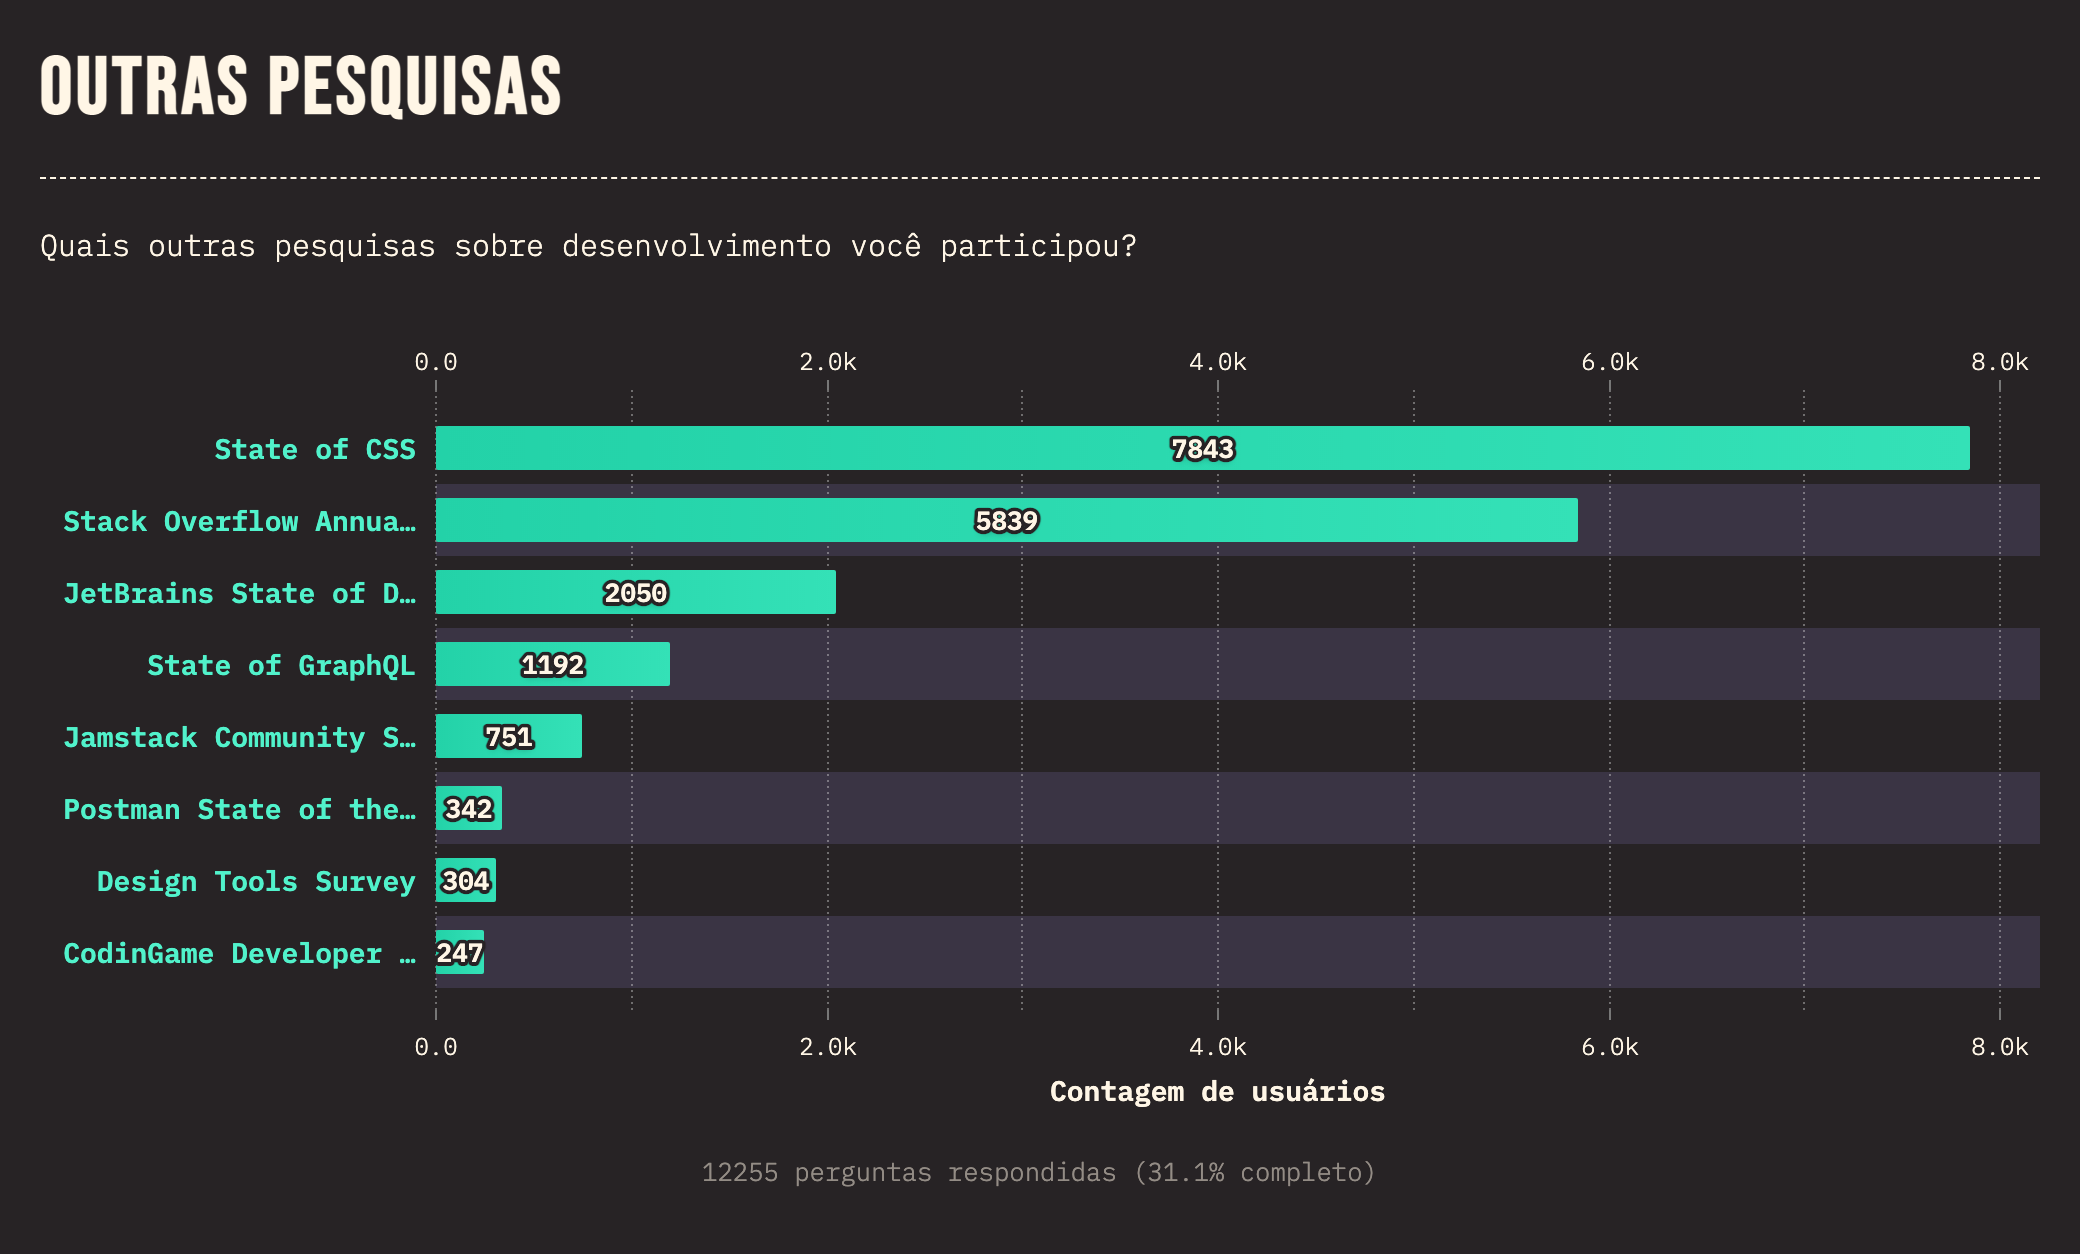 OUTRAS PESQUISAS
Quais outras pesquisas sobre desenvolvimento você participou?
0.0 2.0k 4.0k 6.0k 8.0k
State of CSS 7843
Stack Overflow Annua… 5839
JetBrains State of D… 2050
State of GraphQL 1192
Jamstack Community S… 751
Postman State of the… 342
Design Tools Survey 304
CodinGame Developer … 247
0.0 2.0k 4.0k 6.0k 8.0k
Contagem de usuários
12255 perguntas respondidas (31.1% completo)